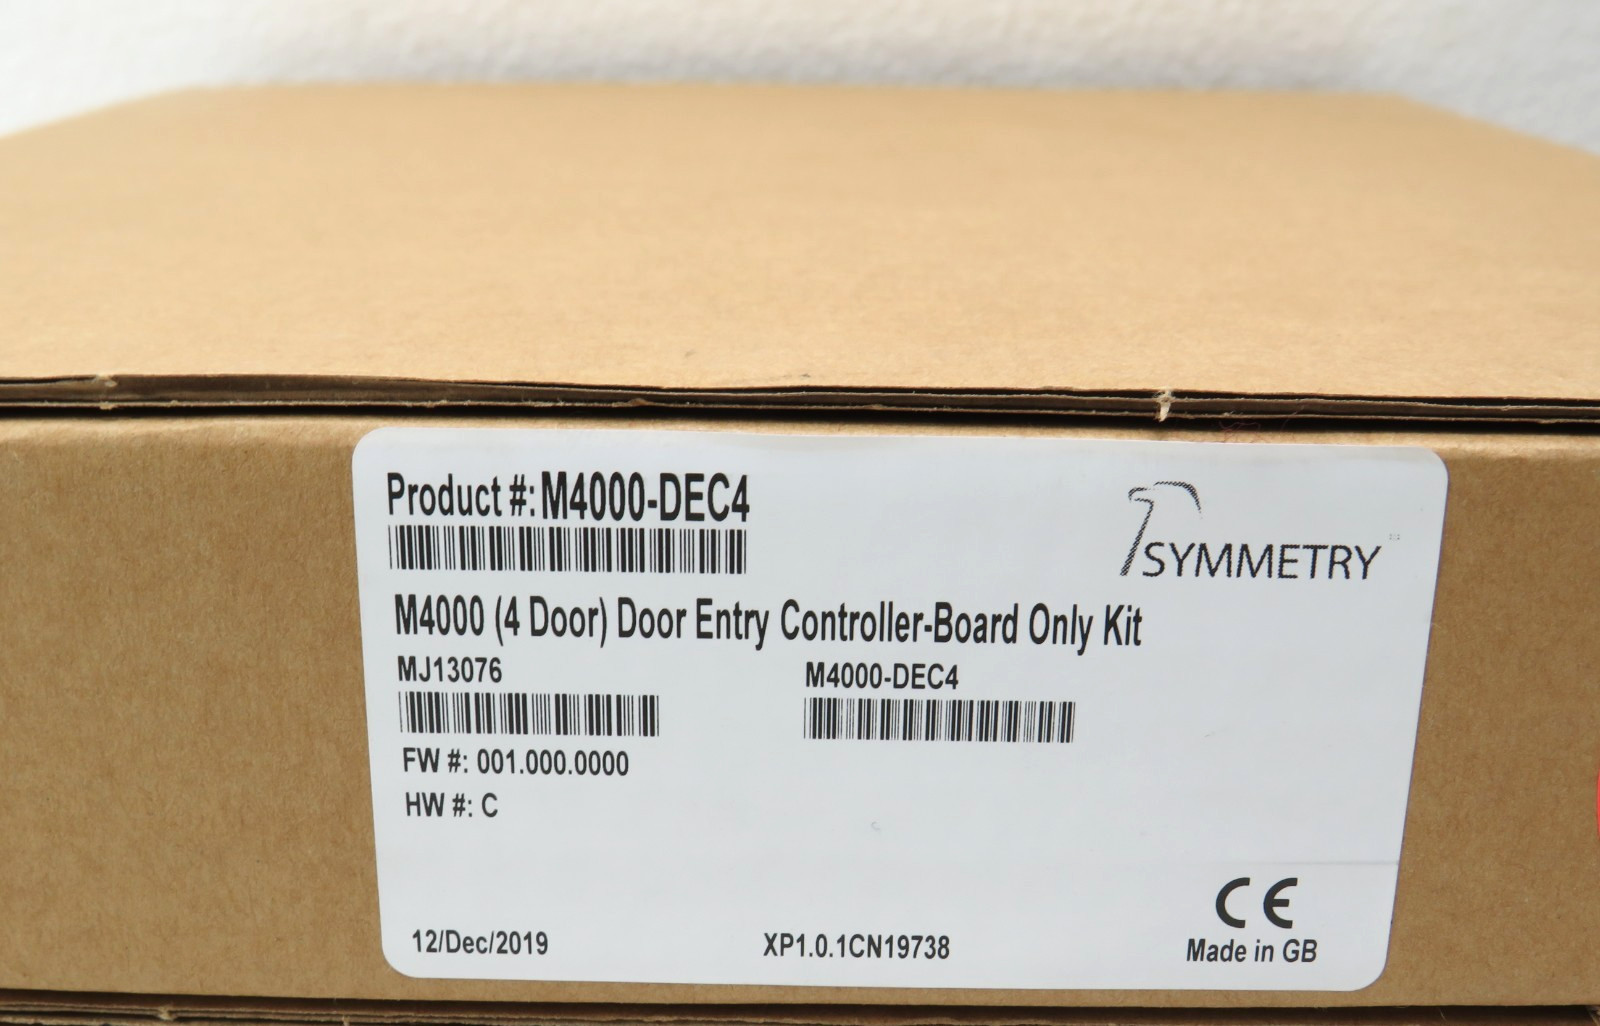 Product #: M4000-DEC4
SYMMETRY
M4000 (4 Door) Door Entry Controller-Board Only Kit
MJ13076
M4000-DEC4
FW #: 001.000.0000
HW #: C
CE
12/Dec/2019
XP1.0.1CN19738
Made in GB